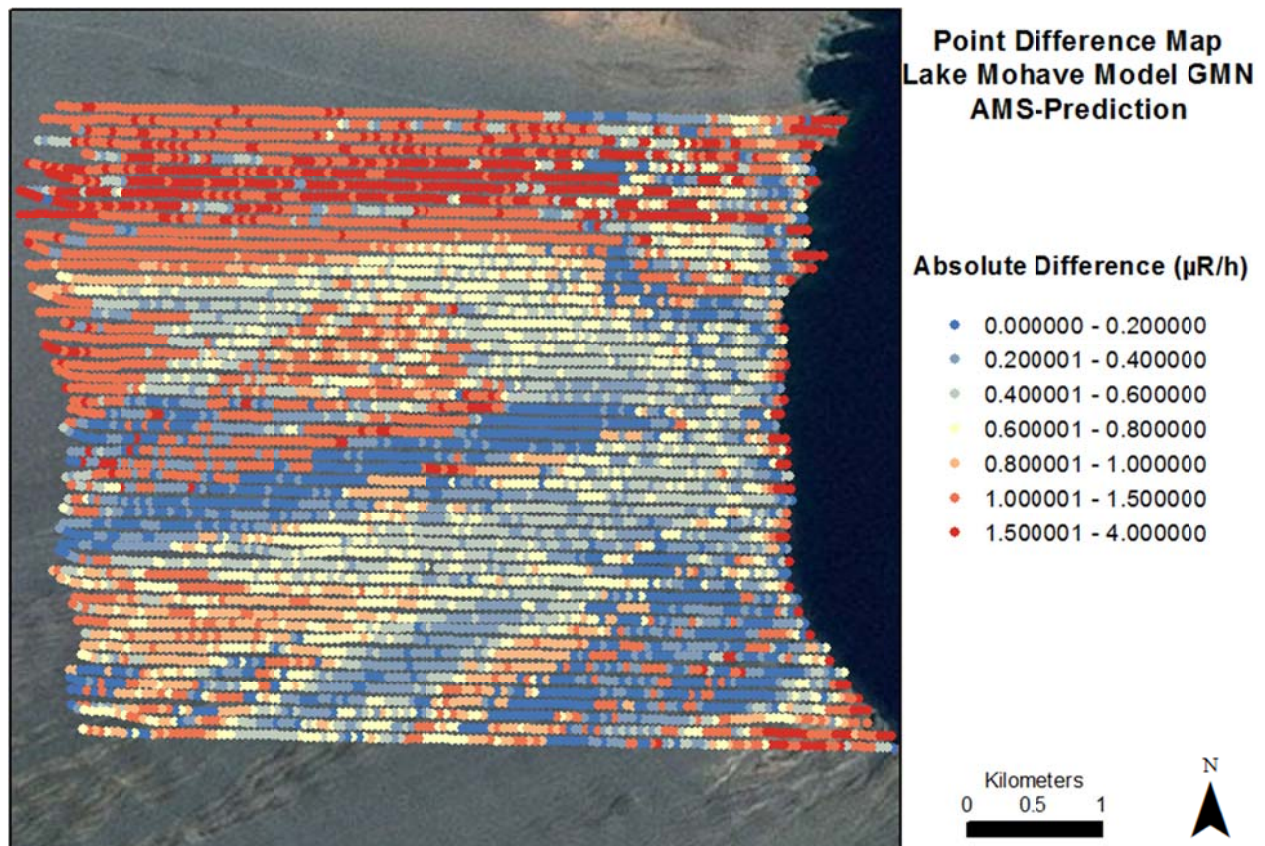 Point Difference Map
Lake Mohave Model GMN
AMS-Prediction
Absolute Difference (µR/h)
0.000000 - 0.200000
0.200001 - 0.400000
0.400001 - 0.600000
0.600001 - 0.800000
0.800001 - 1.000000
1.000001 - 1.500000
1.500001 - 4.000000
Kilometers
0 0.5 1
N